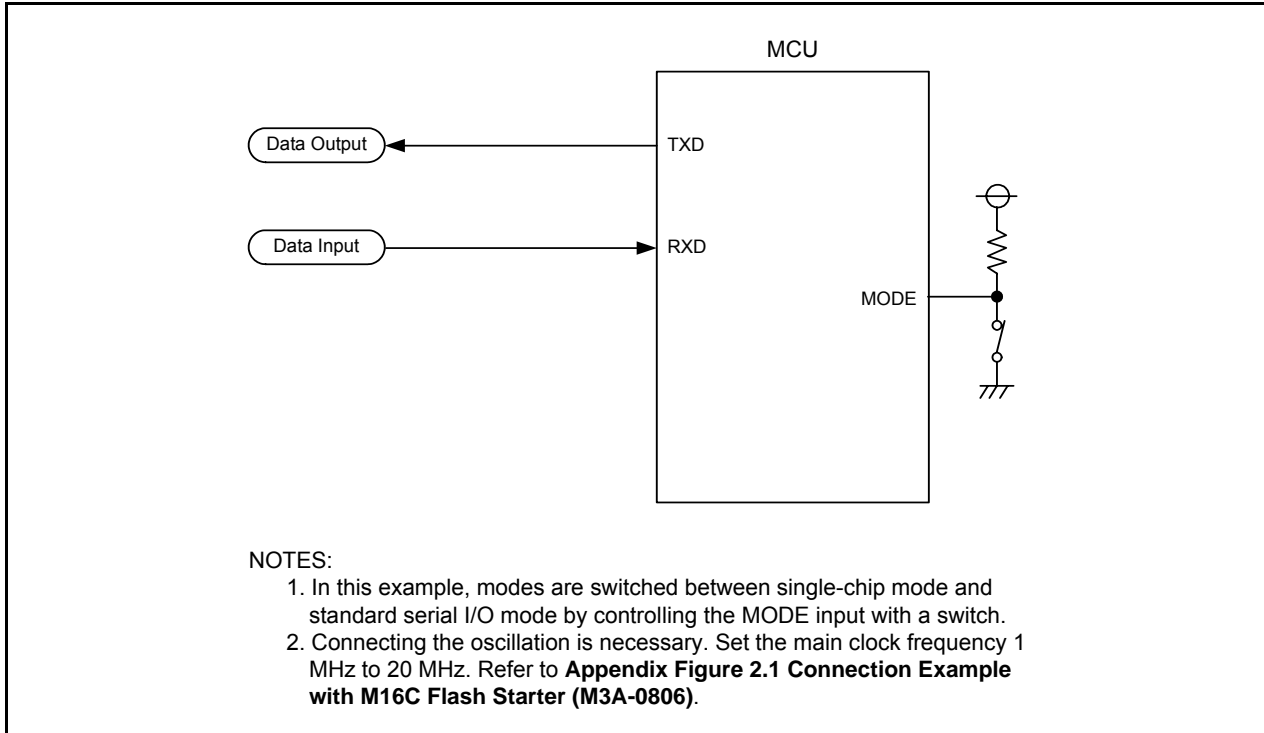 MCU
Data Output
TXD
Data Input
RXD
MODE
NOTES:
1. In this example, modes are switched between single-chip mode and
standard serial I/O mode by controlling the MODE input with a switch.
2. Connecting the oscillation is necessary. Set the main clock frequency 1
MHz to 20 MHz. Refer to Appendix Figure 2.1 Connection Example
with M16C Flash Starter (M3A-0806).